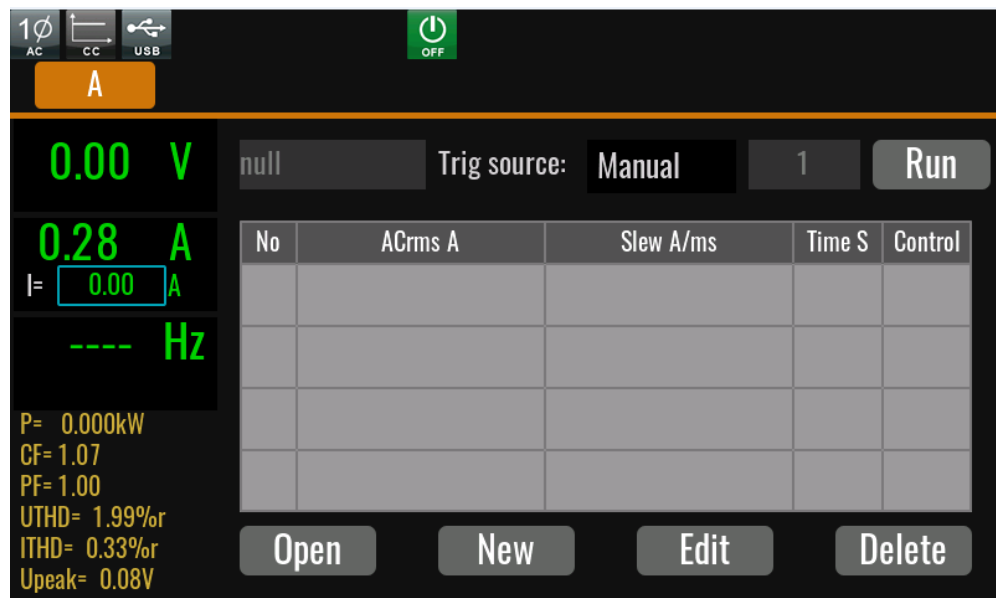 1Ø AC CC USB OFF
A
0.00 V
null Trig source: Manual 1 Run
0.28 A
I= 0.00 A
---- Hz
No ACrms A Slew A/ms Time S Control
P= 0.000kW
CF= 1.07
PF= 1.00
UTHD= 1.99%r
ITHD= 0.33%r
Upeak= 0.08V
Open New Edit Delete